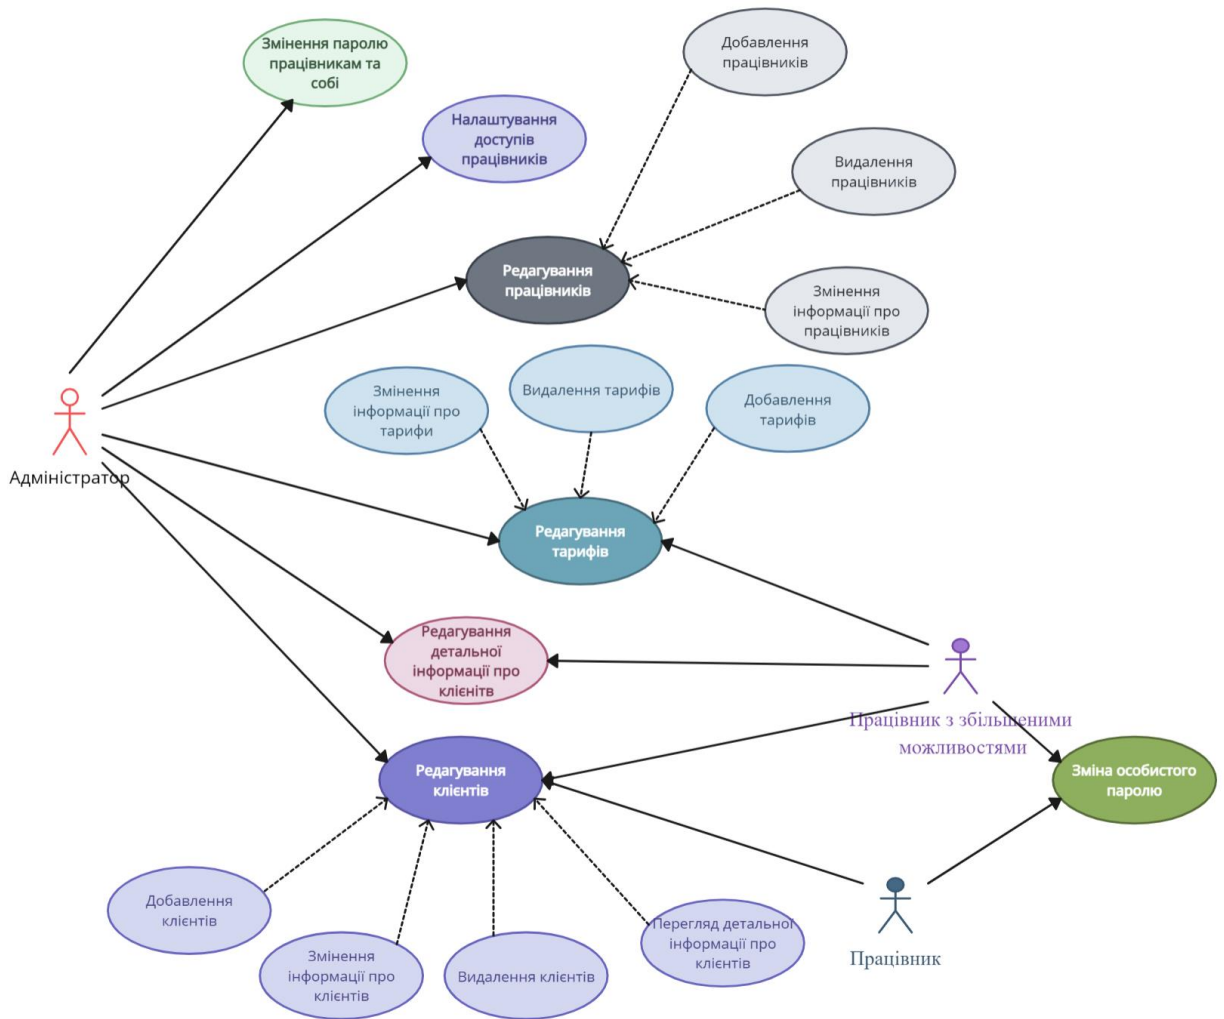 Змінення паролю
працівникам та
собі
Добавлення
працівників
Налаштування
доступів
працівників
Видалення
працівників
Редагування
працівників
Змінення
інформації про
працівників
Змінення
інформації про
тарифи
Видалення тарифів
Добавлення
тарифів
Адміністратор
Редагування
тарифів
Редагування
детальної
інформації про
клієнітв
Працівник з збільшеними
можливостями
Редагування
клієнтів
Зміна особистого
паролю
Добавлення
клієнтів
Змінення
інформації про
клієнтів
Видалення клієнтів
Перегляд детальної
інформації про
клієнтів
Працівник